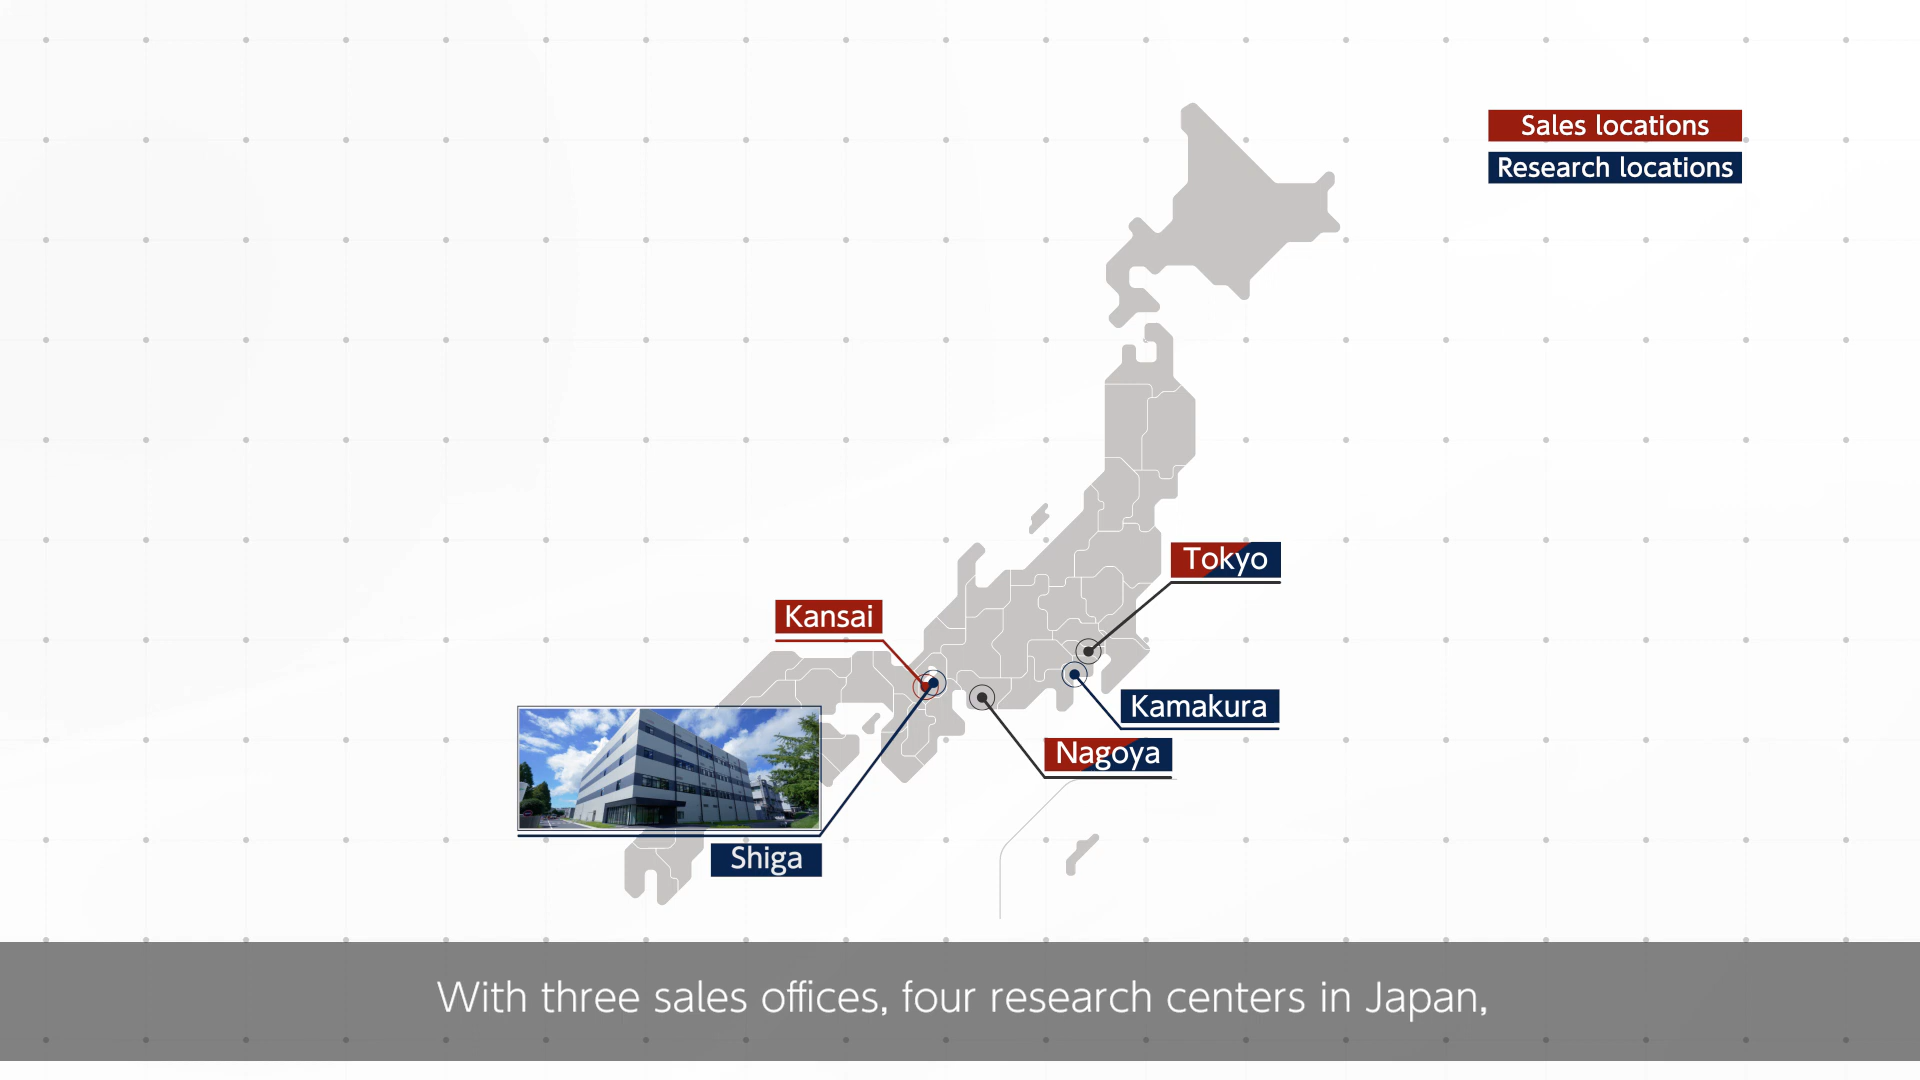 Sales locations
Research locations
Tokyo
Kansai
Kamakura
Nagoya
Shiga
With three sales offices, four research centers in Japan,